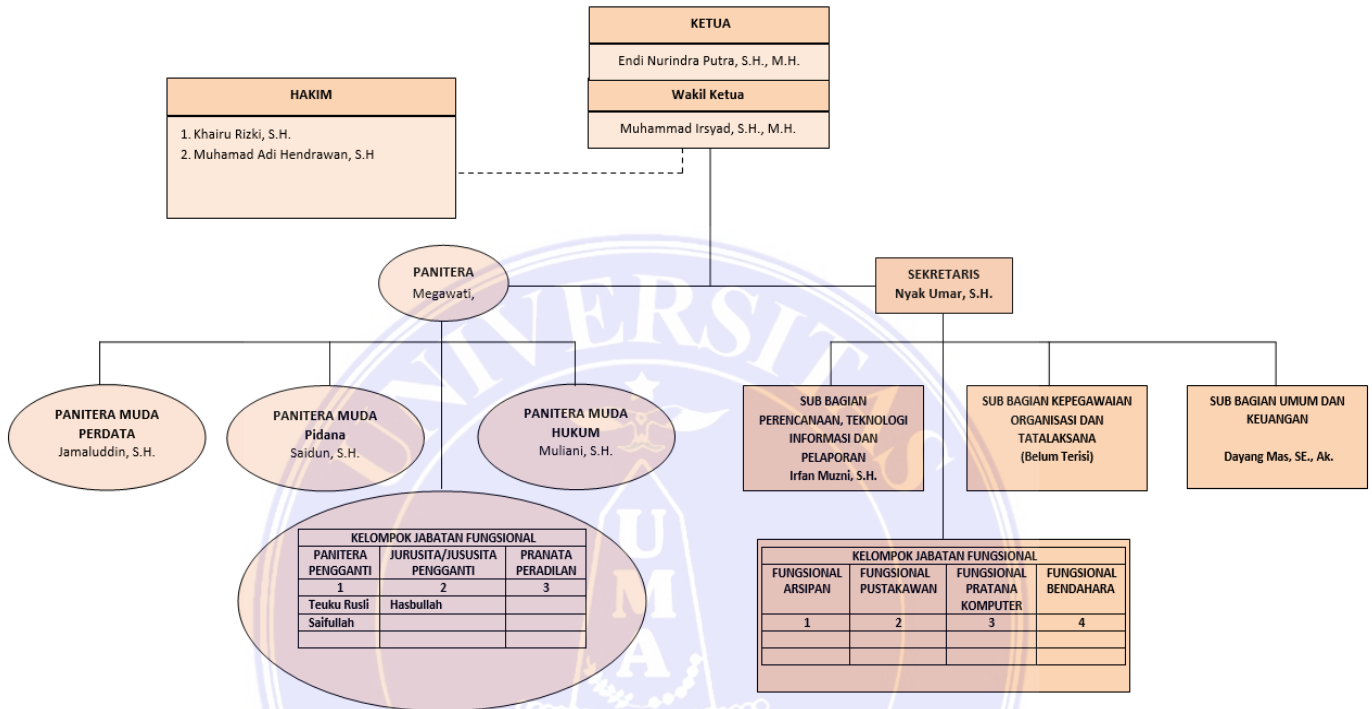 KETUA
Endi Nurindra Putra, S.H., M.H.
Wakil Ketua
Muhammad Irsyad, S.H., M.H.
HAKIM
1. Khairu Rizki, S.H.
2. Muhamad Adi Hendrawan, S.H
PANITERA
Megawati,
SEKRETARIS
Nyak Umar, S.H.
PANITERA MUDA
PERDATA
Jamaluddin, S.H.
PANITERA MUDA
Pidana
Saidun, S.H.
PANITERA MUDA
HUKUM
Muliani, S.H.
SUB BAGIAN
PERENCANAAN, TEKNOLOGI
INFORMASI DAN
PELAPORAN
Irfan Muzni, S.H.
SUB BAGIAN KEPEGAWAIAN
ORGANISASI DAN
TATALAKSANA
(Belum Terisi)
SUB BAGIAN UMUM DAN
KEUANGAN
Dayang Mas, SE., Ak.
KELOMPOK JABATAN FUNGSIONAL
PANITERA PENGGANTI
JURUSITA/JUSUSITA PENGGANTI
PRANATA PERADILAN
1 2 3
Teuku Rusli Hasbullah
Saifullah
KELOMPOK JABATAN FUNGSIONAL
FUNGSIONAL ARSIPAN
FUNGSIONAL PUSTAKAWAN
FUNGSIONAL PRATANA KOMPUTER
FUNGSIONAL BENDAHARA
1 2 3 4
UNIVERSITAS
UMA